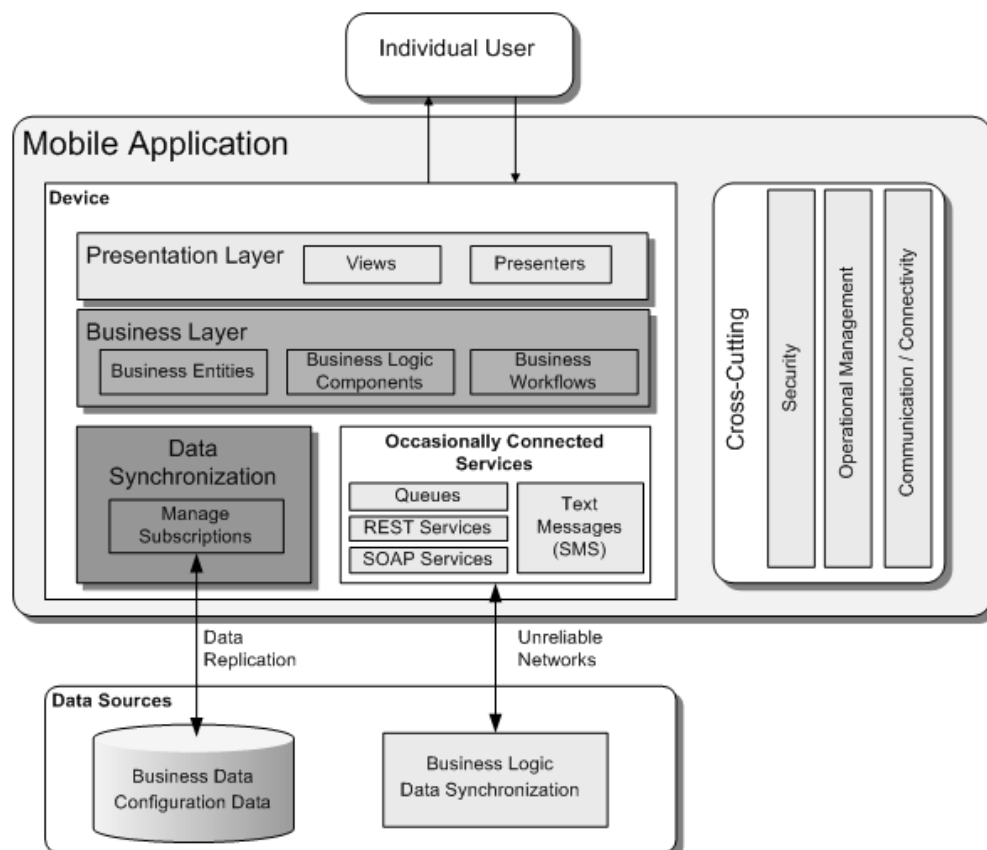 Individual User
Mobile Application
Device
Presentation Layer
Views
Presenters
Business Layer
Business Entities
Business Logic
Components
Business
Workflows
Data
Synchronization
Manage
Subscriptions
Occasionally Connected
Services
Queues
REST Services
SOAP Services
Text
Messages
(SMS)
Cross-Cutting
Security
Operational Management
Communication / Connectivity
Data
Replication
Unreliable
Networks
Data Sources
Business Data
Configuration Data
Business Logic
Data Synchronization